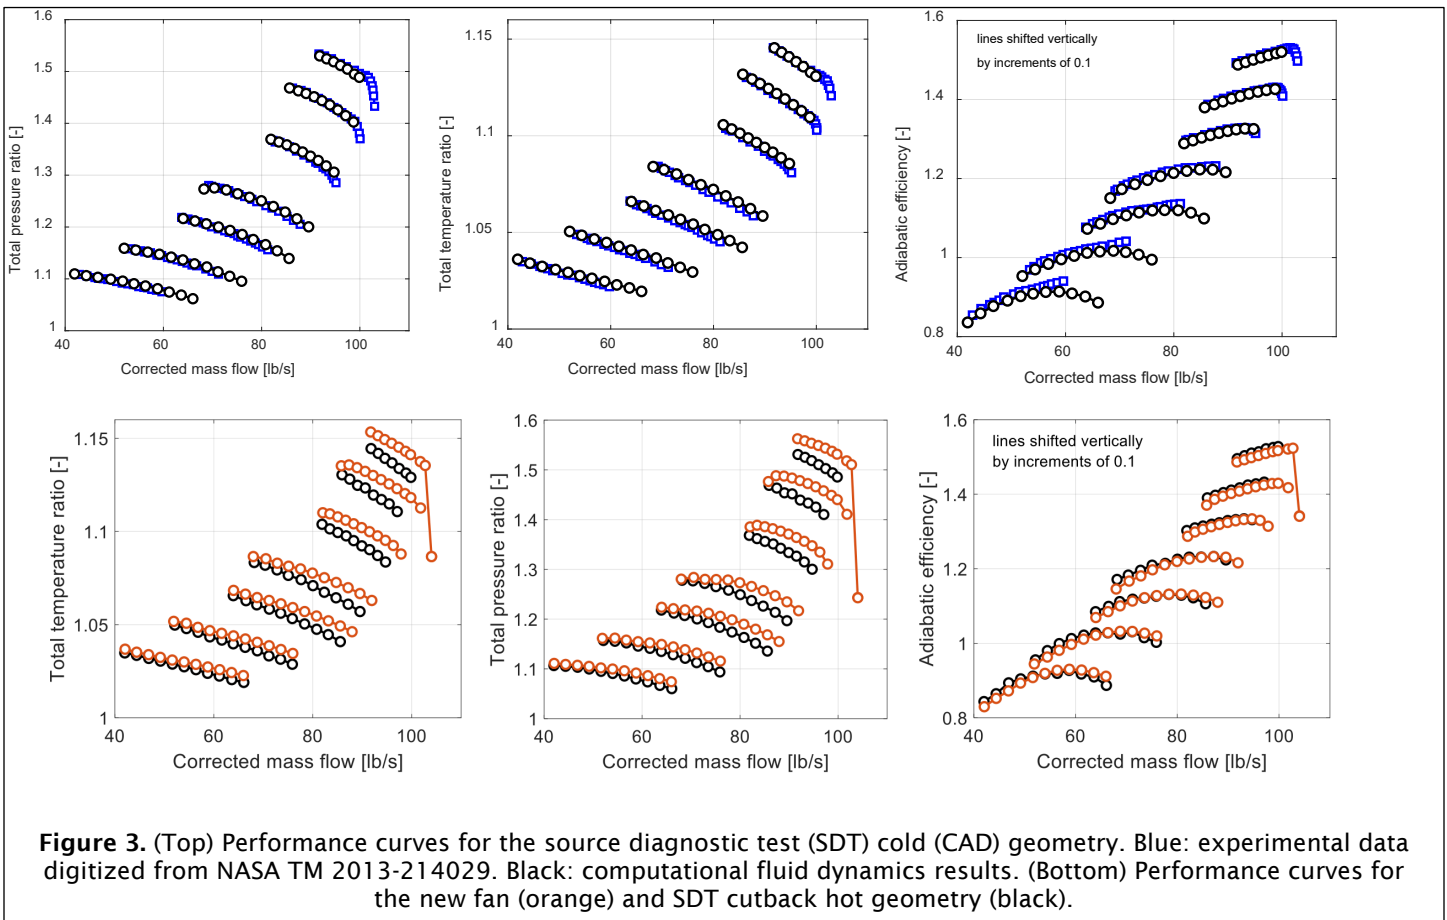 1.6
1.5
1.4
1.3
1.2
1.1
1
40
60
80
100
Total pressure ratio [-]
Corrected mass flow [lb/s]
1.15
1.1
1.05
1
40
60
80
100
Total temperature ratio [-]
Corrected mass flow [lb/s]
1.6
1.4
1.2
1
0.8
40
60
80
100
Adiabatic efficiency [-]
lines shifted vertically
by increments of 0.1
Corrected mass flow [lb/s]
1.15
1.1
1.05
1
40
60
80
100
Total temperature ratio [-]
Corrected mass flow [lb/s]
1.6
1.5
1.4
1.3
1.2
1.1
1
40
60
80
100
Total pressure ratio [-]
Corrected mass flow [lb/s]
1.6
1.4
1.2
1
0.8
40
60
80
100
Adiabatic efficiency [-]
lines shifted vertically
by increments of 0.1
Corrected mass flow [lb/s]
Figure 3. (Top) Performance curves for the source diagnostic test (SDT) cold (CAD) geometry. Blue: experimental data
digitized from NASA TM 2013-214029. Black: computational fluid dynamics results. (Bottom) Performance curves for
the new fan (orange) and SDT cutback hot geometry (black).